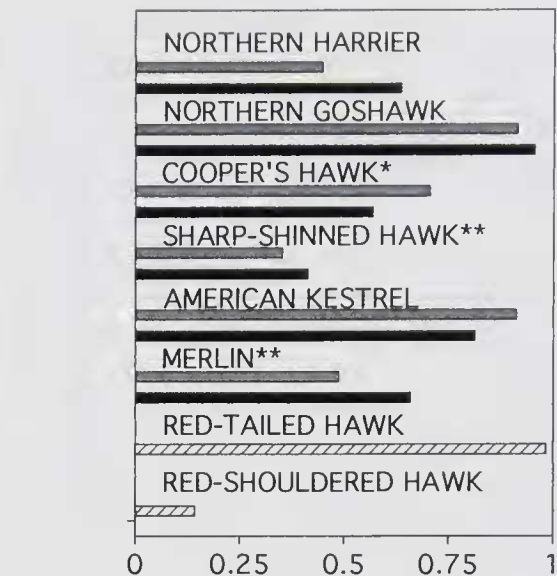 NORTHERN HARRIER
NORTHERN GOSHAWK
COOPER'S HAWK*
SHARP-SHINNED HAWK**
AMERICAN KESTREL
MERLIN**
RED-TAILED HAWK
RED-SHOULDERED HAWK
0 0.25 0.5 0.75 1